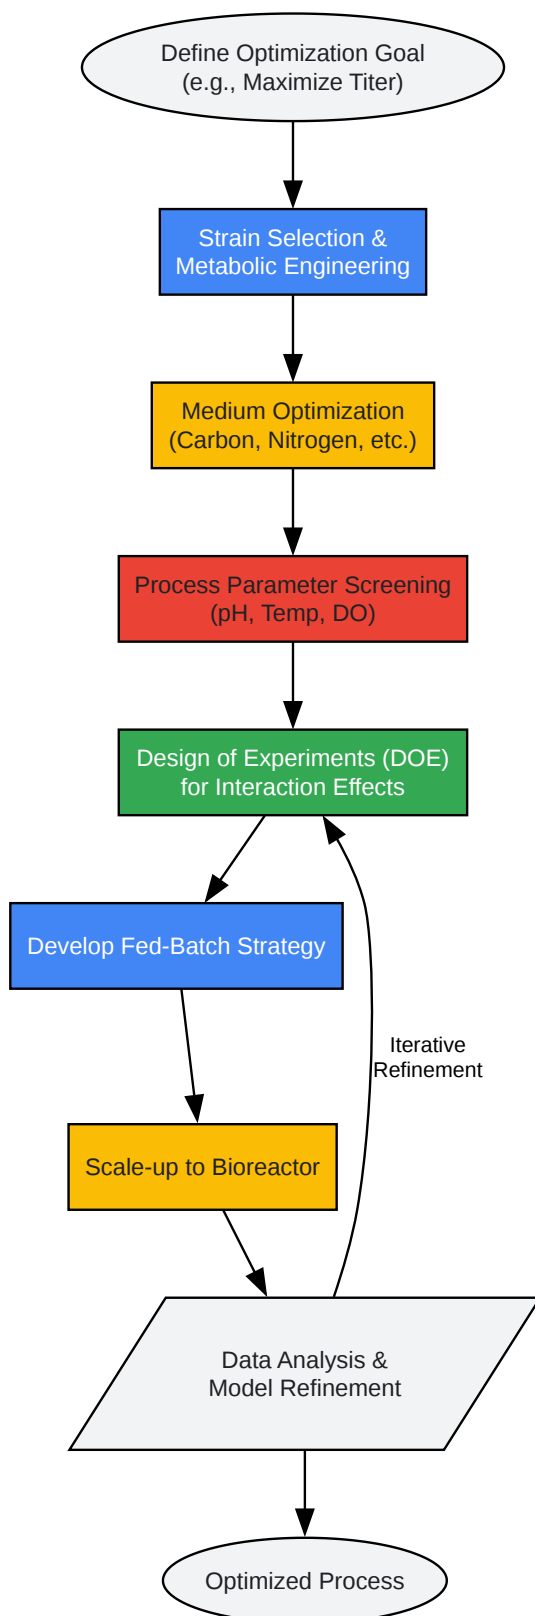 Define Optimization Goal
(e.g., Maximize Titer)
Strain Selection &
Metabolic Engineering
Medium Optimization
(Carbon, Nitrogen, etc.)
Process Parameter Screening
(pH, Temp, DO)
Design of Experiments (DOE)
for Interaction Effects
Develop Fed-Batch Strategy
Iterative
Refinement
Scale-up to Bioreactor
Data Analysis &
Model Refinement
Optimized Process